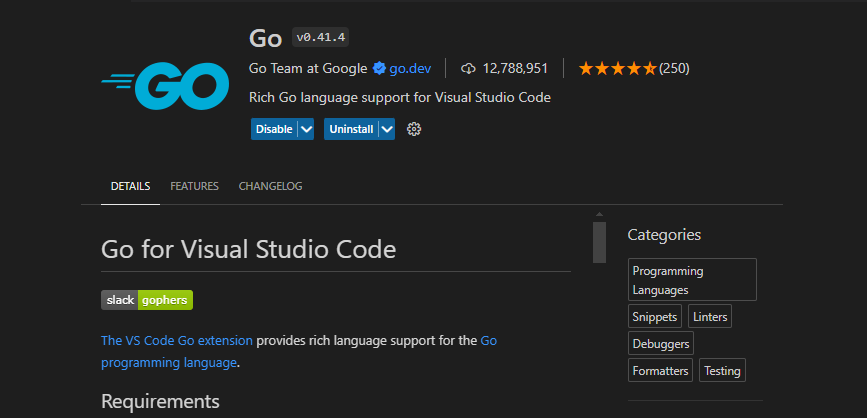 GO
Go v0.41.4
Go Team at Google go.dev 12,788,951 (250)
Rich Go language support for Visual Studio Code
Disable Uninstall
DETAILS FEATURES CHANGELOG
Go for Visual Studio Code
slack gophers
The VS Code Go extension provides rich language support for the Go
programming language.
Requirements
Categories
Programming
Languages
Snippets Linters
Debuggers
Formatters Testing